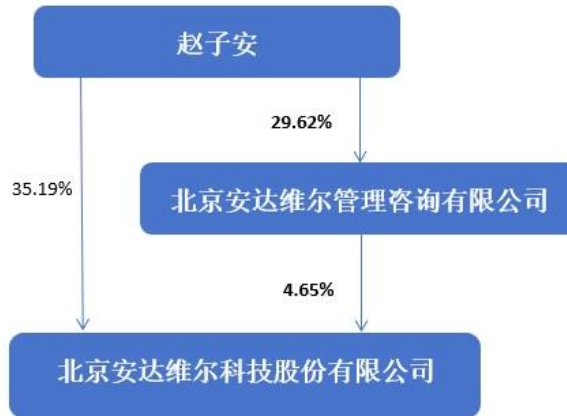 赵子安
29.62%
35.19%
北京安达维尔管理咨询有限公司
4.65%
北京安达维尔科技股份有限公司